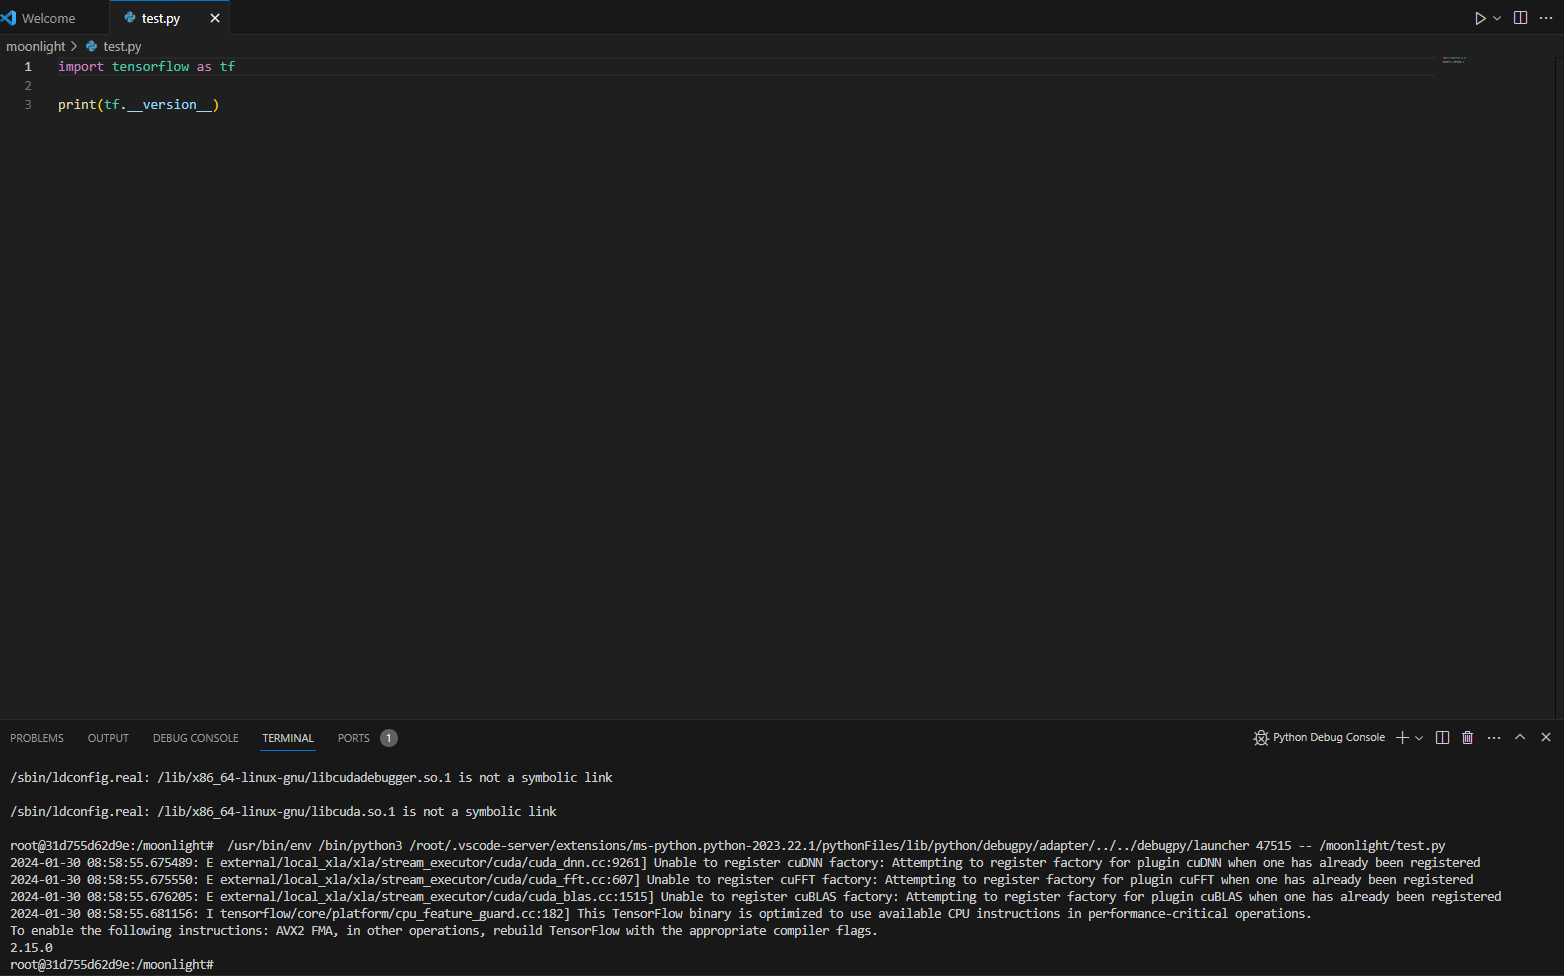 Welcome
test.py
moonlight > test.py
1 import tensorflow as tf
2
3 print(tf.__version__)
PROBLEMS OUTPUT DEBUG CONSOLE TERMINAL PORTS 1
Python Debug Console
/sbin/ldconfig.real: /lib/x86_64-linux-gnu/libcudadebugger.so.1 is not a symbolic link
/sbin/ldconfig.real: /lib/x86_64-linux-gnu/libcuda.so.1 is not a symbolic link
root@31d755d62d9e:/moonlight#  /usr/bin/env /bin/python3 /root/.vscode-server/extensions/ms-python.python-2023.22.1/pythonFiles/lib/python/debugpy/adapter/../../debugpy/launcher 47515 -- /moonlight/test.py
2024-01-30 08:58:55.675489: E external/local_xla/xla/stream_executor/cuda/cuda_dnn.cc:9261] Unable to register cuDNN factory: Attempting to register factory for plugin cuDNN when one has already been registered
2024-01-30 08:58:55.675550: E external/local_xla/xla/stream_executor/cuda/cuda_fft.cc:607] Unable to register cuFFT factory: Attempting to register factory for plugin cuFFT when one has already been registered
2024-01-30 08:58:55.676205: E external/local_xla/xla/stream_executor/cuda/cuda_blas.cc:1515] Unable to register cuBLAS factory: Attempting to register factory for plugin cuBLAS when one has already been registered
2024-01-30 08:58:55.681156: I tensorflow/core/platform/cpu_feature_guard.cc:182] This TensorFlow binary is optimized to use available CPU instructions in performance-critical operations.
To enable the following instructions: AVX2 FMA, in other operations, rebuild TensorFlow with the appropriate compiler flags.
2.15.0
root@31d755d62d9e:/moonlight#